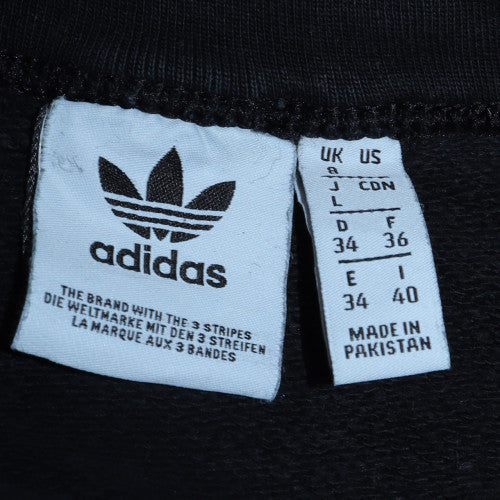 adidas
THE BRAND WITH THE 3 STRIPES
DIE WELTMARKE MIT DEN 3 STREIFEN
LA MARQUE AUX 3 BANDES
UK US
8
J CDN
L
D F
34 36
E I
34 40
MADE IN
PAKISTAN